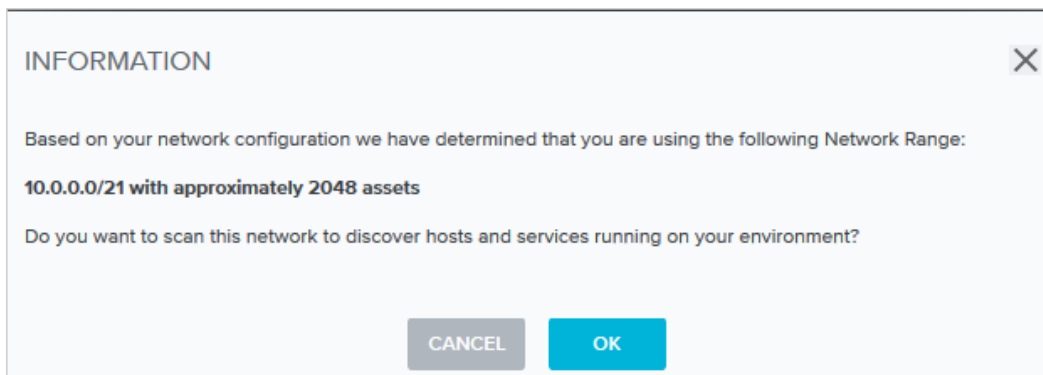 INFORMATION
Based on your network configuration we have determined that you are using the following Network Range:
10.0.0.0/21 with approximately 2048 assets
Do you want to scan this network to discover hosts and services running on your environment?
CANCEL
OK